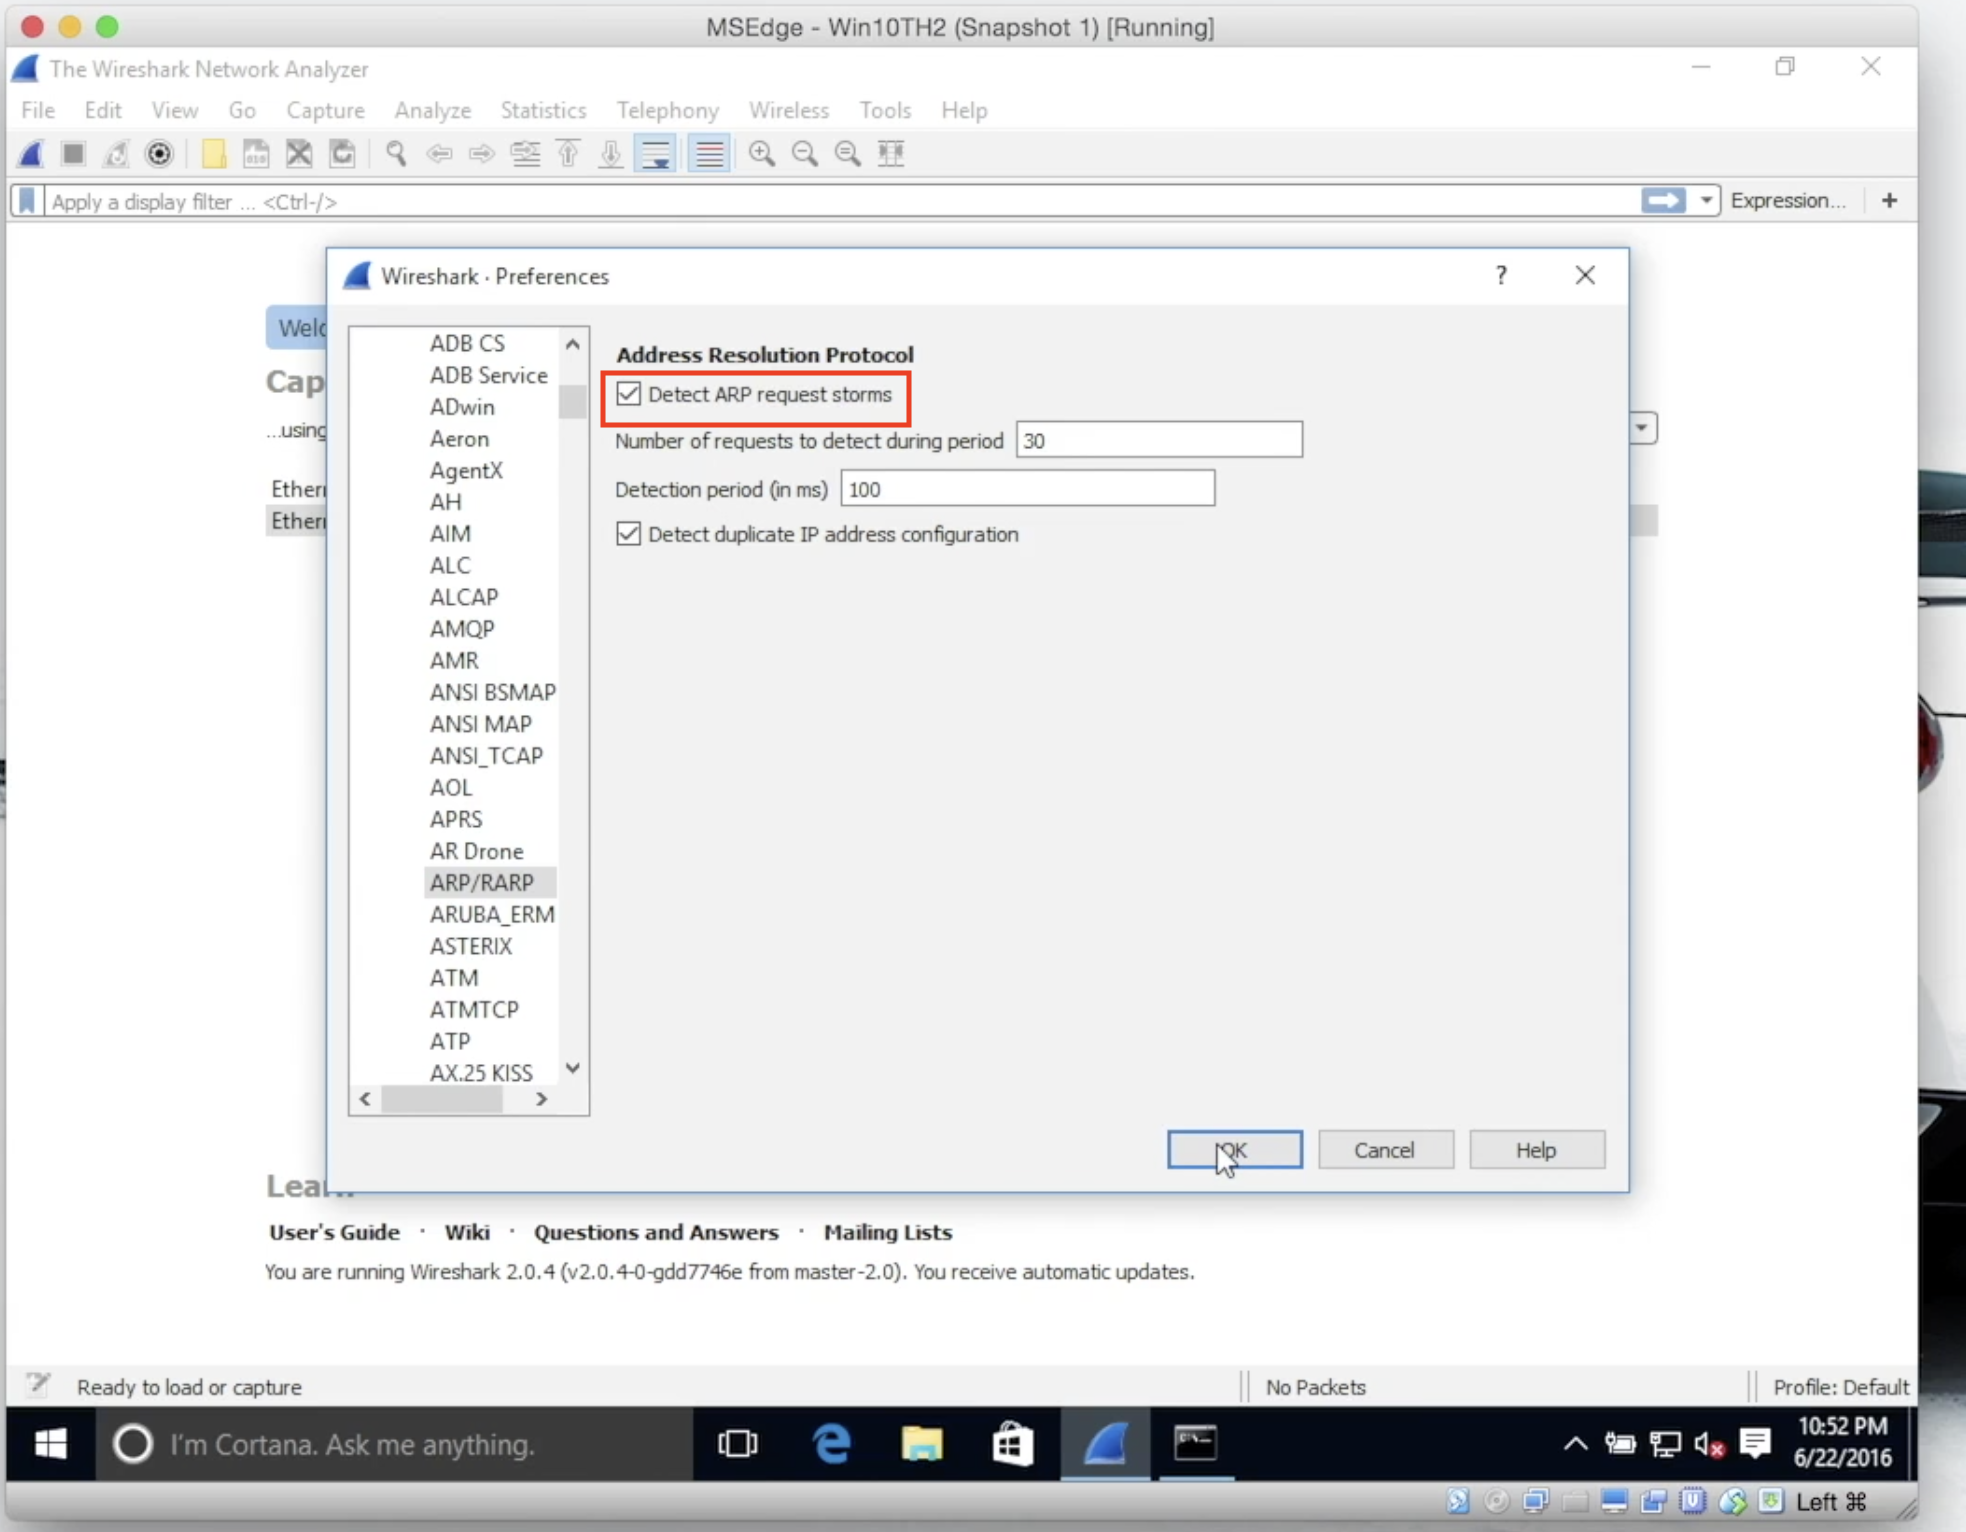 MSEdge - Win10TH2 (Snapshot 1) [Running]
The Wireshark Network Analyzer
File Edit View Go Capture Analyze Statistics Telephony Wireless Tools Help
Apply a display filter ... <Ctrl-/>
Expression...
+
Wireshark · Preferences
?
Welc
Cap
...using
Ethern
Ethern
ADB CS
ADB Service
ADwin
Aeron
AgentX
AH
AIM
ALC
ALCAP
AMQP
AMR
ANSI BSMAP
ANSI MAP
ANSI_TCAP
AOL
APRS
AR Drone
ARP/RARP
ARUBA_ERM
ASTERIX
ATM
ATMTCP
ATP
AX.25 KISS
Address Resolution Protocol
Detect ARP request storms
Number of requests to detect during period 30
Detection period (in ms) 100
Detect duplicate IP address configuration
OK Cancel Help
Learn
User's Guide · Wiki · Questions and Answers · Mailing Lists
You are running Wireshark 2.0.4 (v2.0.4-0-gdd7746e from master-2.0). You receive automatic updates.
Ready to load or capture
No Packets
Profile: Default
I'm Cortana. Ask me anything.
10:52 PM
6/22/2016
Left ⌘